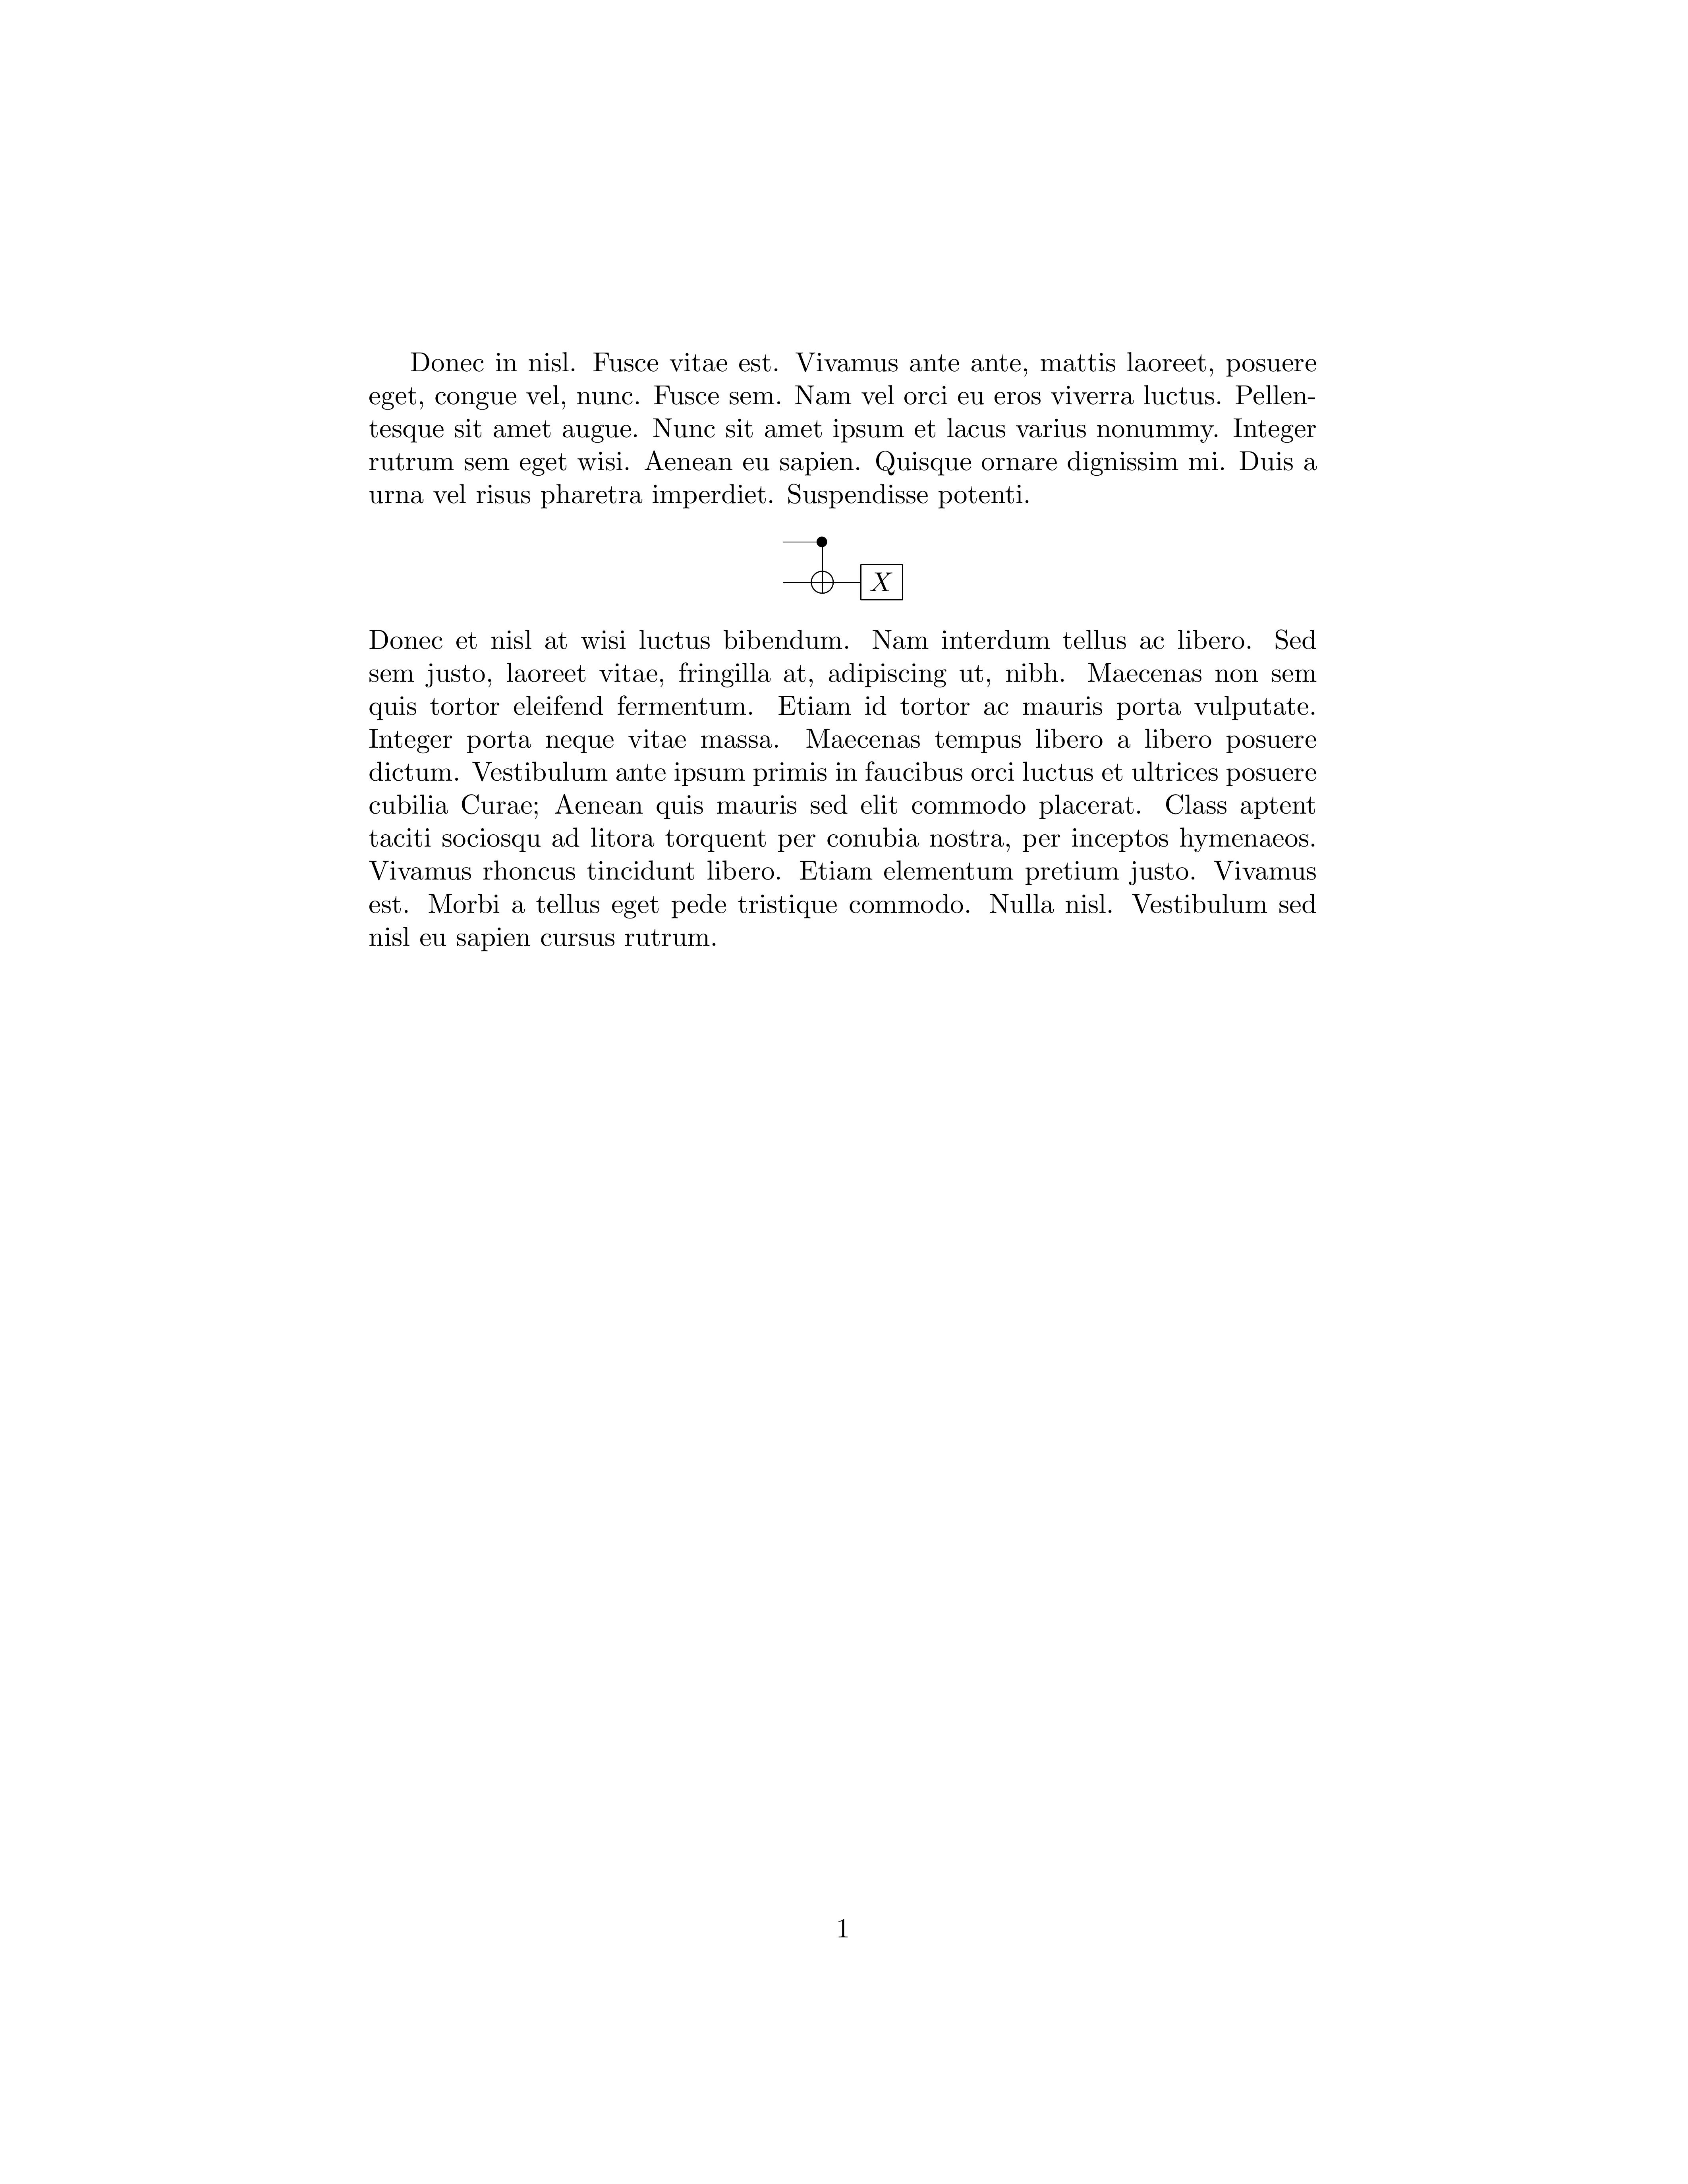 Donec in nisl. Fusce vitae est. Vivamus ante ante, mattis laoreet, posuere
eget, congue vel, nunc. Fusce sem. Nam vel orci eu eros viverra luctus. Pellen-
tesque sit amet augue. Nunc sit amet ipsum et lacus varius nonummy. Integer
rutrum sem eget wisi. Aenean eu sapien. Quisque ornare dignissim mi. Duis a
urna vel risus pharetra imperdiet. Suspendisse potenti.
X
Donec et nisl at wisi luctus bibendum. Nam interdum tellus ac libero. Sed
sem justo, laoreet vitae, fringilla at, adipiscing ut, nibh. Maecenas non sem
quis tortor eleifend fermentum. Etiam id tortor ac mauris porta vulputate.
Integer porta neque vitae massa. Maecenas tempus libero a libero posuere
dictum. Vestibulum ante ipsum primis in faucibus orci luctus et ultrices posuere
cubilia Curae; Aenean quis mauris sed elit commodo placerat. Class aptent
taciti sociosqu ad litora torquent per conubia nostra, per inceptos hymenaeos.
Vivamus rhoncus tincidunt libero. Etiam elementum pretium justo. Vivamus
est. Morbi a tellus eget pede tristique commodo. Nulla nisl. Vestibulum sed
nisl eu sapien cursus rutrum.
1